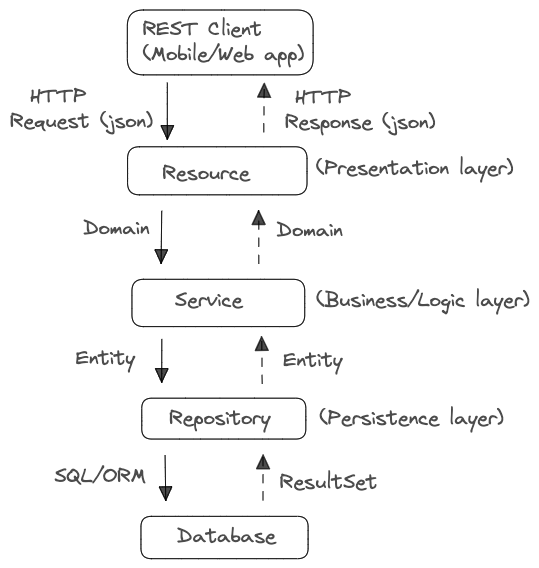 REST Client
(Mobile/Web app)
HTTP
Request (json)
HTTP
Response (json)
Resource
(Presentation layer)
Domain
Domain
Service
(Business/Logic layer)
Entity
Entity
Repository
(Persistence layer)
SQL/ORM
ResultSet
Database